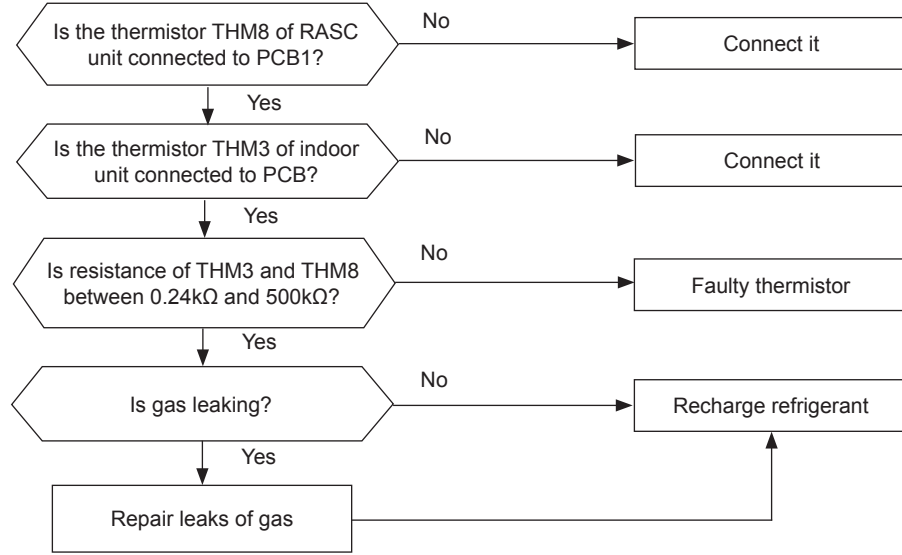 Is the thermistor THM8 of RASC
unit connected to PCB1?
No
Connect it
Yes
Is the thermistor THM3 of indoor
unit connected to PCB?
No
Connect it
Yes
Is resistance of THM3 and THM8
between 0.24kΩ and 500kΩ?
No
Faulty thermistor
Yes
Is gas leaking?
No
Recharge refrigerant
Yes
Repair leaks of gas